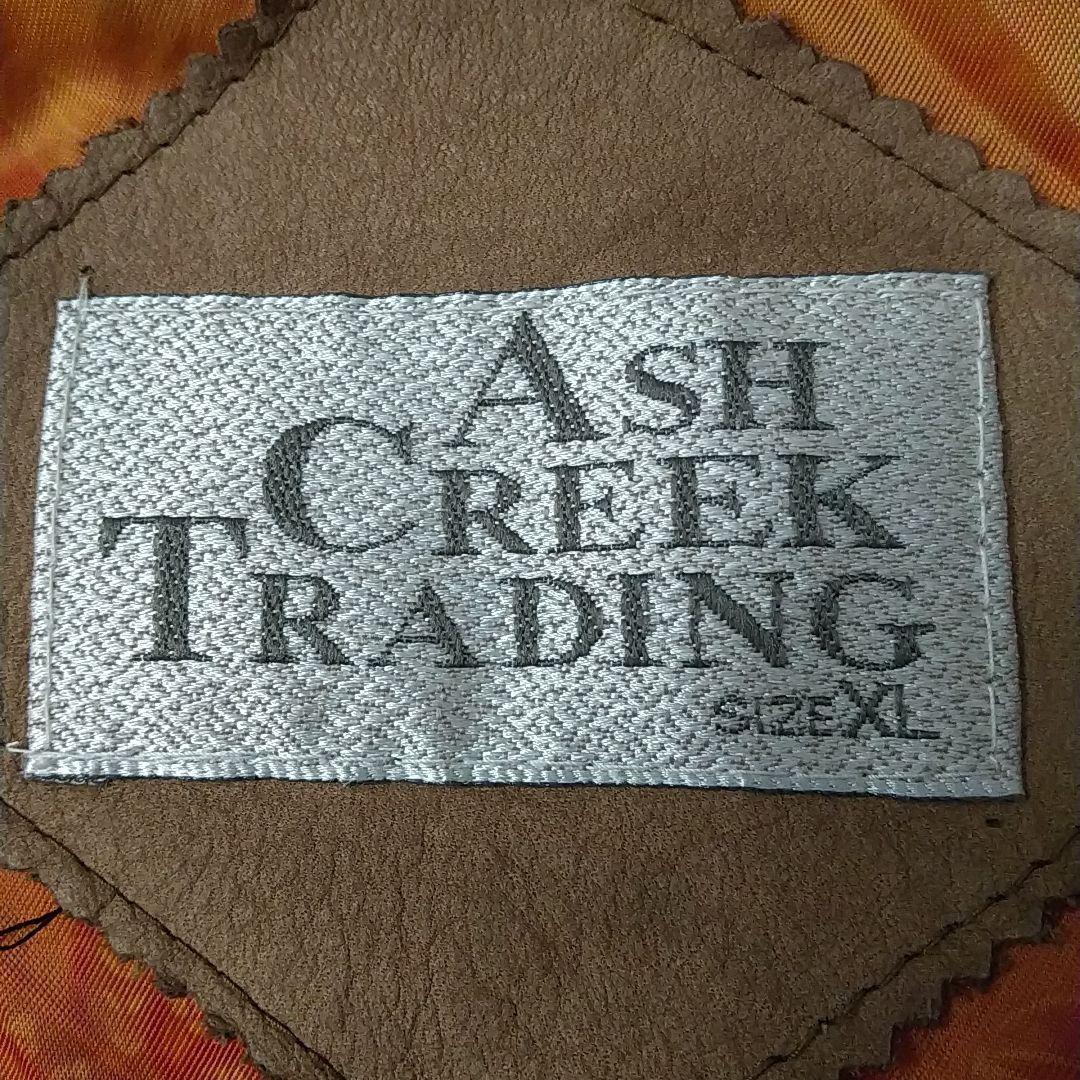 ASH
CREEK
TRADING
SIZE XL